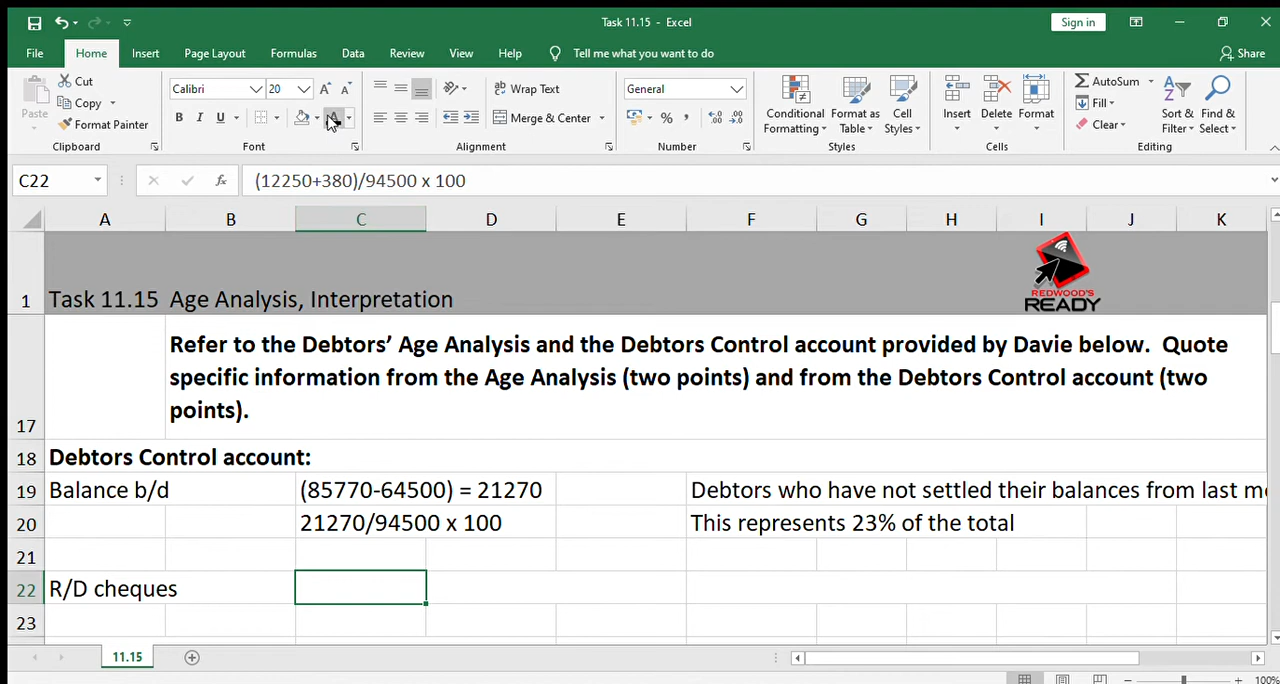 Task 11.15 - Excel
Sign in
File Home Insert Page Layout Formulas Data Review View Help Tell me what you want to do Share
Paste
Cut
Copy
Format Painter
Clipboard
Calibri 20
B I U
A
Font
Wrap Text
Merge & Center
Alignment
General
%
Number
Conditional Formatting
Format as Table
Cell Styles
Styles
Insert Delete Format
Cells
AutoSum
Fill
Clear
Sort & Filter
Find & Select
Editing
C22 fx (12250+380)/94500 x 100
A B C D E F G H I J K
1 Task 11.15 Age Analysis, Interpretation
REDWOOD'S
READY
Refer to the Debtors' Age Analysis and the Debtors Control account provided by Davie below. Quote
specific information from the Age Analysis (two points) and from the Debtors Control account (two
17 points).
18 Debtors Control account:
19 Balance b/d (85770-64500) = 21270 Debtors who have not settled their balances from last m
20 21270/94500 x 100 This represents 23% of the total
21
22 R/D cheques
23
11.15
100%